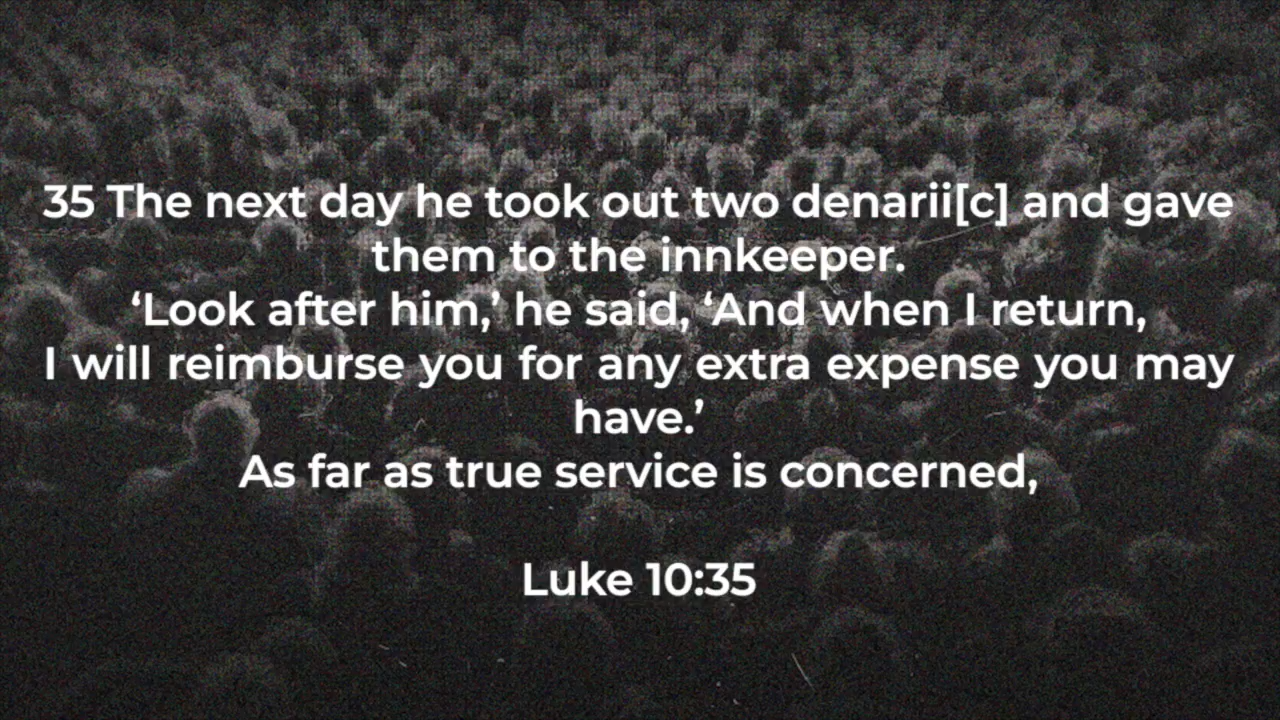 35 The next day he took out two denarii[c] and gave
them to the innkeeper.
‘Look after him,’ he said, ‘And when I return,
I will reimburse you for any extra expense you may
have.’
As far as true service is concerned,
Luke 10:35